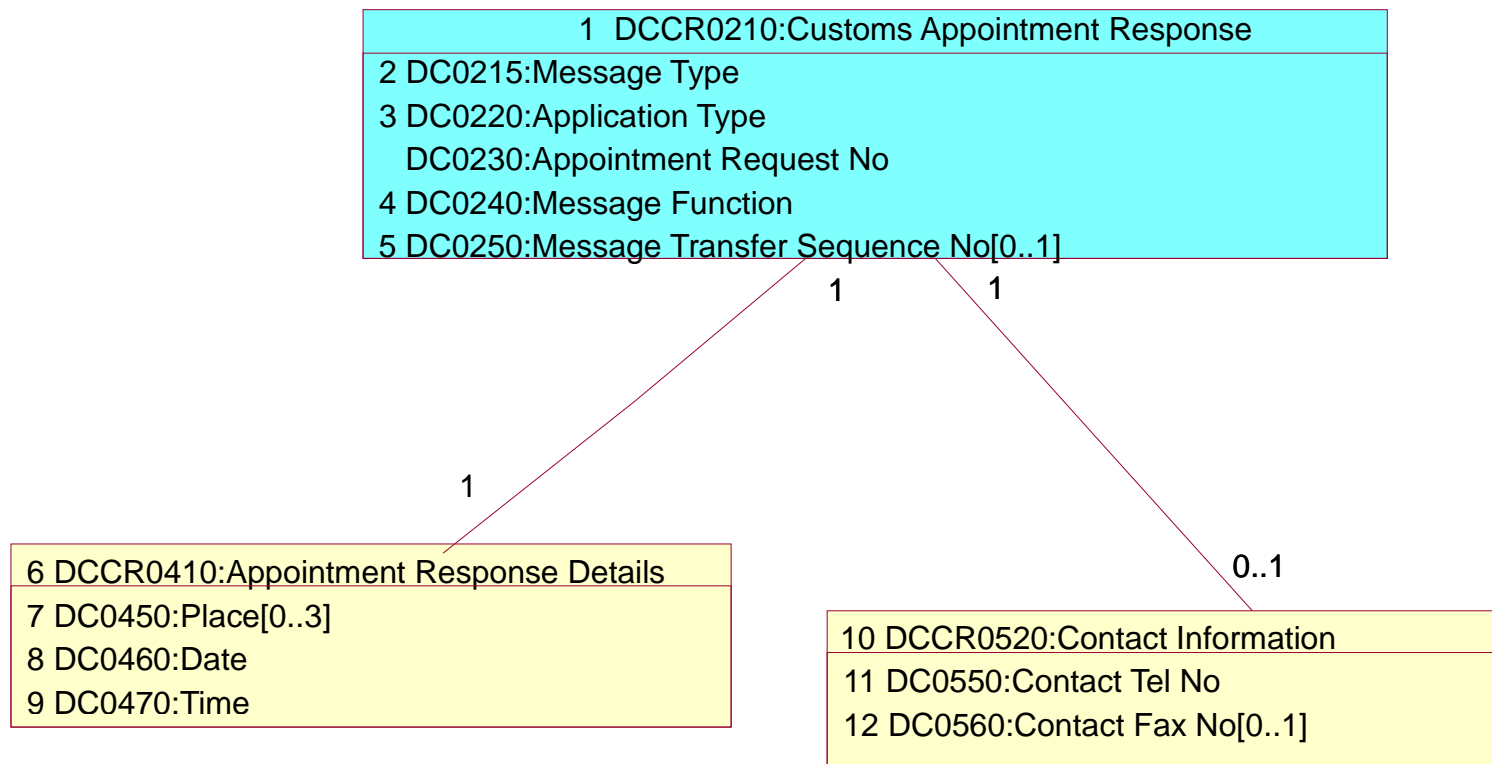 1 DCCR0210:Customs Appointment Response
2 DC0215:Message Type
3 DC0220:Application Type
DC0230:Appointment Request No
4 DC0240:Message Function
5 DC0250:Message Transfer Sequence No[0..1]
1
1
1
0..1
6 DCCR0410:Appointment Response Details
7 DC0450:Place[0..3]
8 DC0460:Date
9 DC0470:Time
10 DCCR0520:Contact Information
11 DC0550:Contact Tel No
12 DC0560:Contact Fax No[0..1]